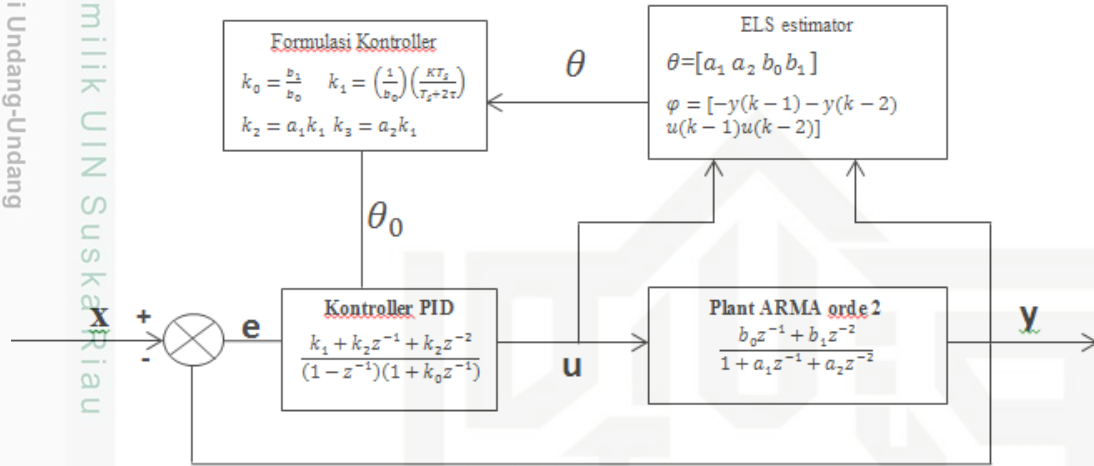 i Undang-Undang
milik UIN Suska Riau
Formulasi Kontroller
k₀ = b₁/b₀ k₁ = (1/b₀)(KTₛ/(Tₛ+2τ))
k₂ = a₁k₁ k₃ = a₂k₁
θ
ELS estimator
θ=[a₁ a₂ b₀ b₁]
φ = [−y(k − 1) − y(k − 2)
u(k − 1)u(k − 2)]
θ₀
x
+
-
e
Kontroller PID
(k₁ + k₂z⁻¹ + k₂z⁻²)/((1 − z⁻¹)(1 + k₀z⁻¹))
u
Plant ARMA orde 2
(b₀z⁻¹ + b₁z⁻²)/(1 + a₁z⁻¹ + a₂z⁻²)
y